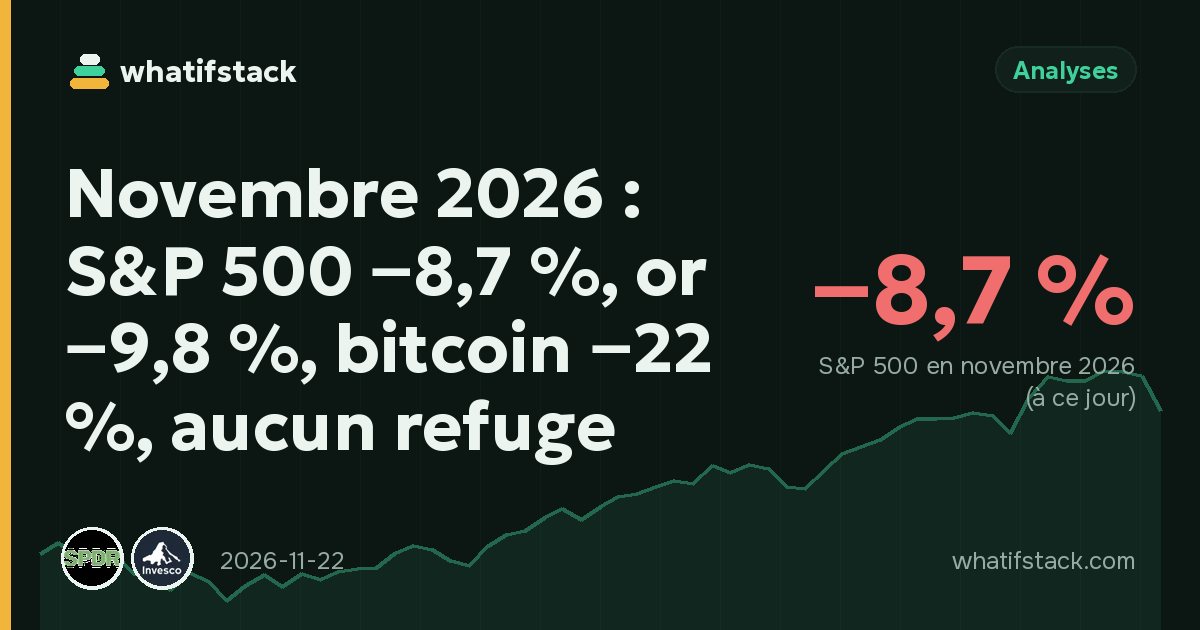 whatifstack
Analyses
Novembre 2026 :
S&P 500 −8,7 %, or
−9,8 %, bitcoin −22
%, aucun refuge
−8,7 %
S&P 500 en novembre 2026
(à ce jour)
SPDR
Invesco
2026-11-22
whatifstack.com